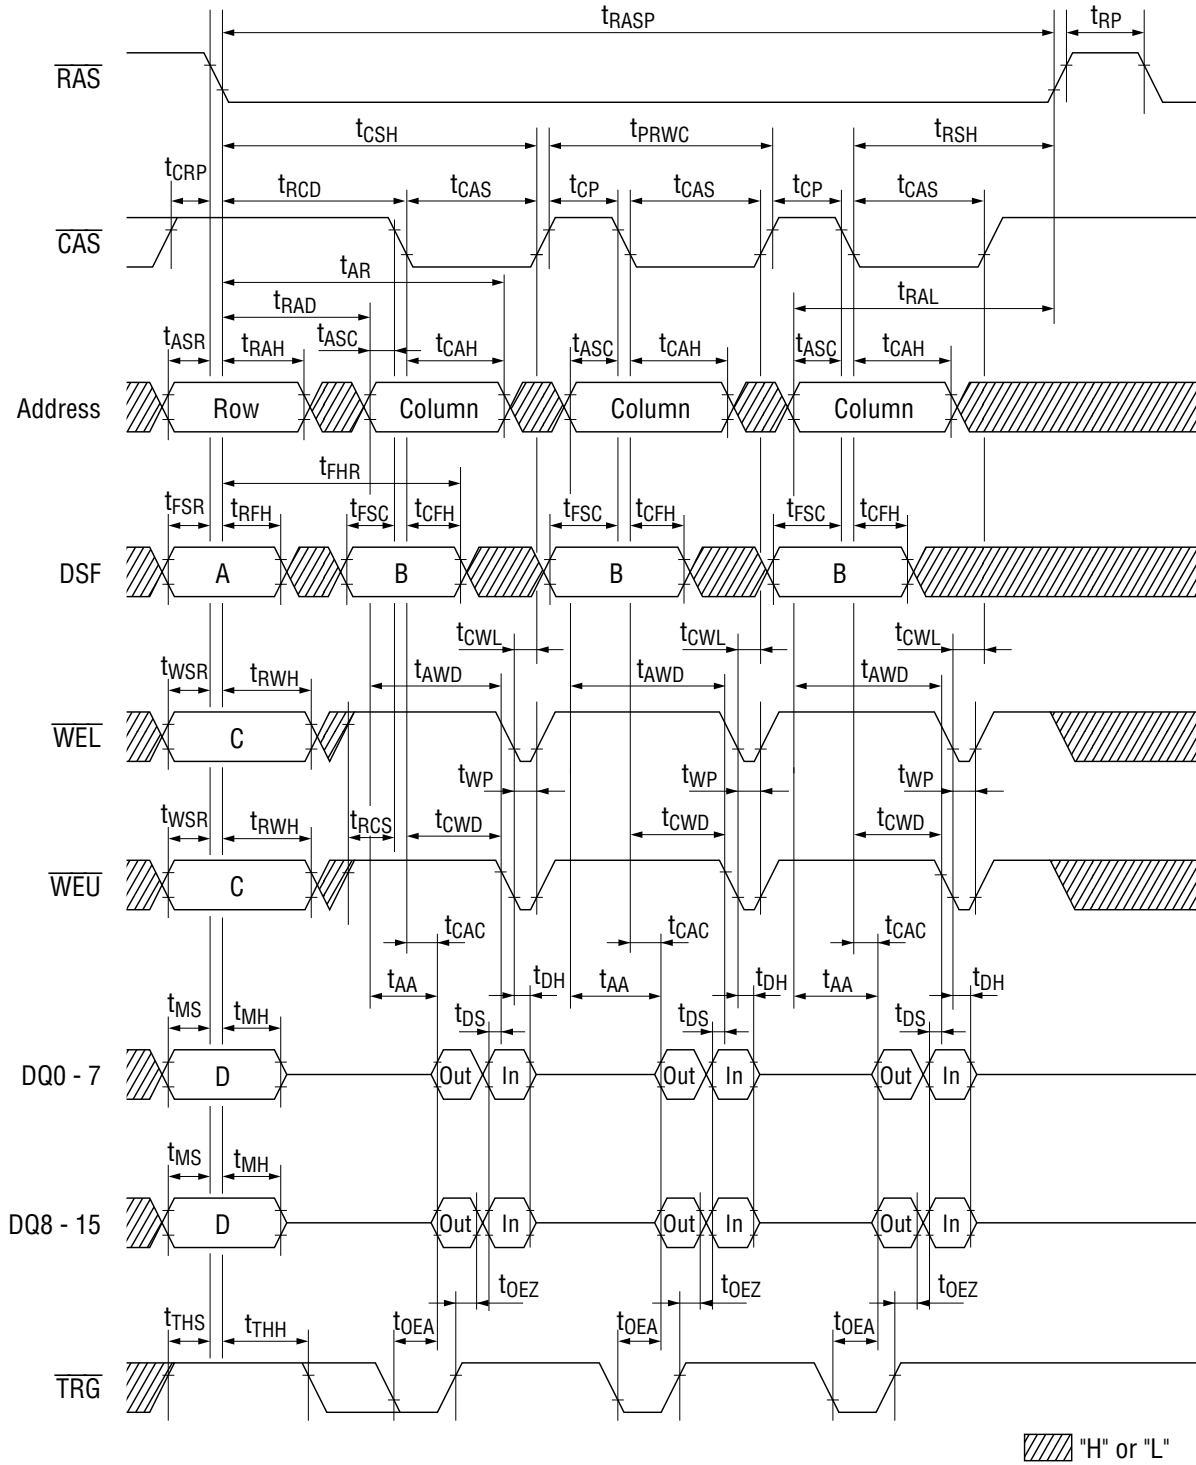 tRASP tRP
RAS
tCSH tPRWC tRSH
tCRP tRCD tCAS tCP tCAS tCP tCAS
CAS
tAR
tRAD tRAL
tASR tRAH tASC tCAH tASC tCAH tASC tCAH
Address Row Column Column Column
tFHR
tFSR tRFH tFSC tCFH tFSC tCFH tFSC tCFH
DSF A B B B
tCWL tCWL tCWL
tWSR tRWH tAWD tAWD tAWD
WEL C
tWP tWP tWP
tWSR tRWH tRCS tCWD tCWD tCWD
WEU C
tCAC tCAC tCAC
tAA tDH tAA tDH tAA tDH
tMS tMH tDS tDS tDS
DQ0 - 7 D Out In Out In Out In
tMS tMH
DQ8 - 15 D Out In Out In Out In
tOEZ tOEZ tOEZ
tTHS tTHH tOEA tOEA tOEA
TRG
"H" or "L"